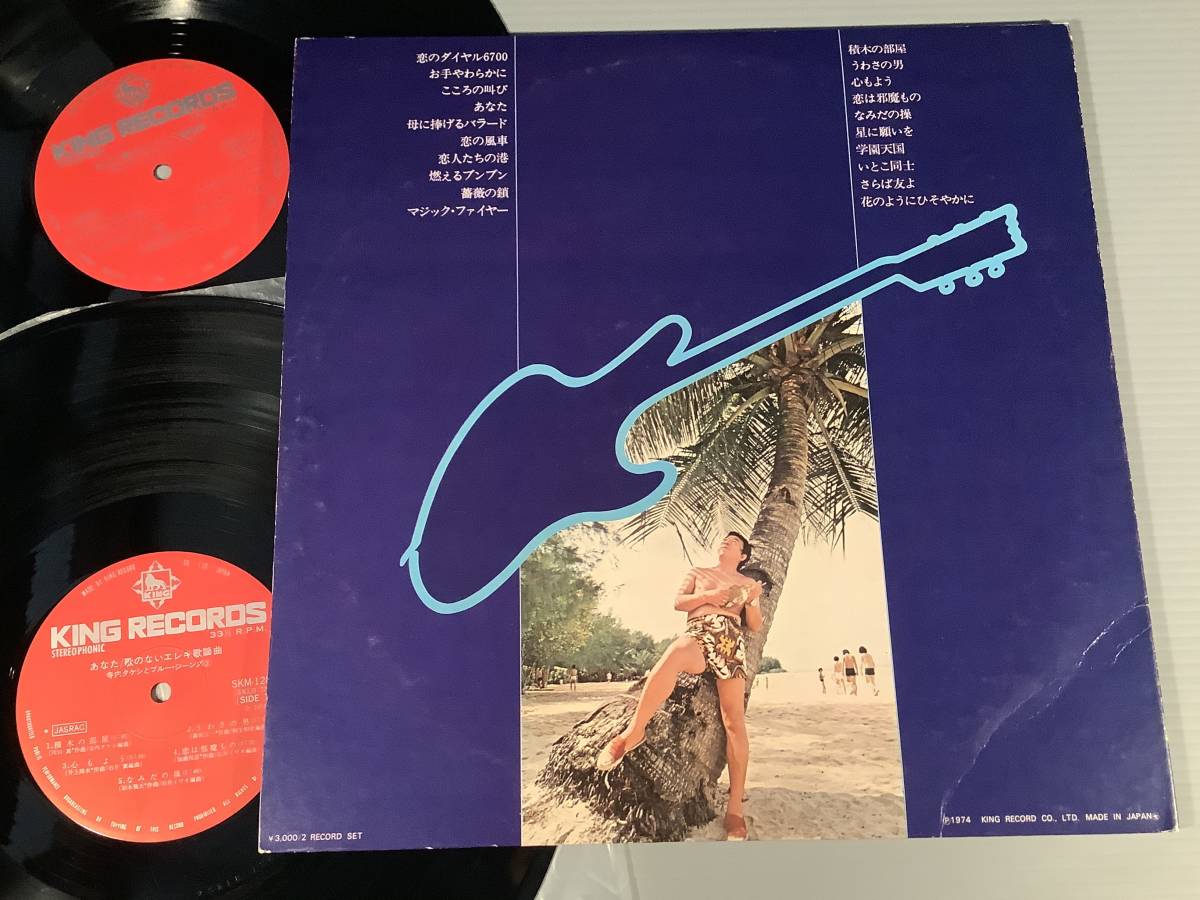 恋のダイヤル6700
お手やわらかに
こころの叫び
あなた
母に捧げるバラード
恋の風車
恋人たちの港
燃えるブンブン
薔薇の鎖
マジック・ファイヤー
積木の部屋
うわさの男
心もよう
恋は邪魔もの
なみだの操
星に願いを
学園天国
いとこ同士
さらば友よ
花のようにひそやかに
¥3,000/2 RECORD SET
Ⓟ1974 KING RECORD CO., LTD. MADE IN JAPAN
KING RECORDS
KING
KING RECORDS
33⅓ R.P.M.
STEREOPHONIC
あなた/歌のないエレキ歌謡曲
寺内タケシとブルー・ジーンズ
SKM-12
SIDE
JASRAC
1.積木の部屋
2.うわさの男
3.心もよう
4.恋は邪魔もの
5.なみだの操